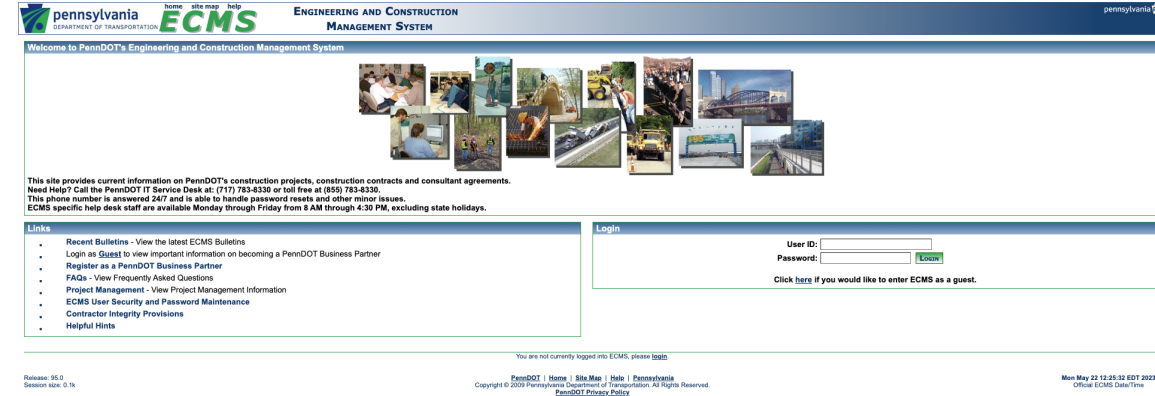 home site map help
pennsylvania
DEPARTMENT OF TRANSPORTATION
ECMS
ENGINEERING AND CONSTRUCTION
MANAGEMENT SYSTEM
pennsylvania
Welcome to PennDOT's Engineering and Construction Management System
This site provides current information on PennDOT's construction projects, construction contracts and consultant agreements.
Need Help? Call the PennDOT IT Service Desk at: (717) 783-8330 or toll free at (855) 783-8330.
This phone number is answered 24/7 and is able to handle password resets and other minor issues.
ECMS specific help desk staff are available Monday through Friday from 8 AM through 4:30 PM, excluding state holidays.
Links
Recent Bulletins - View the latest ECMS Bulletins
Login as Guest to view important information on becoming a PennDOT Business Partner
Register as a PennDOT Business Partner
FAQs - View Frequently Asked Questions
Project Management - View Project Management Information
ECMS User Security and Password Maintenance
Contractor Integrity Provisions
Helpful Hints
Login
User ID:
Password:
LOGIN
Click here if you would like to enter ECMS as a guest.
You are not currently logged into ECMS, please login.
Release: 95.0
Session size: 0.1k
PennDOT | Home | Site Map | Help | Pennsylvania
Copyright © 2009 Pennsylvania Department of Transportation. All Rights Reserved.
PennDOT Privacy Policy
Mon May 22 12:25:32 EDT 2023
Official ECMS Date/Time